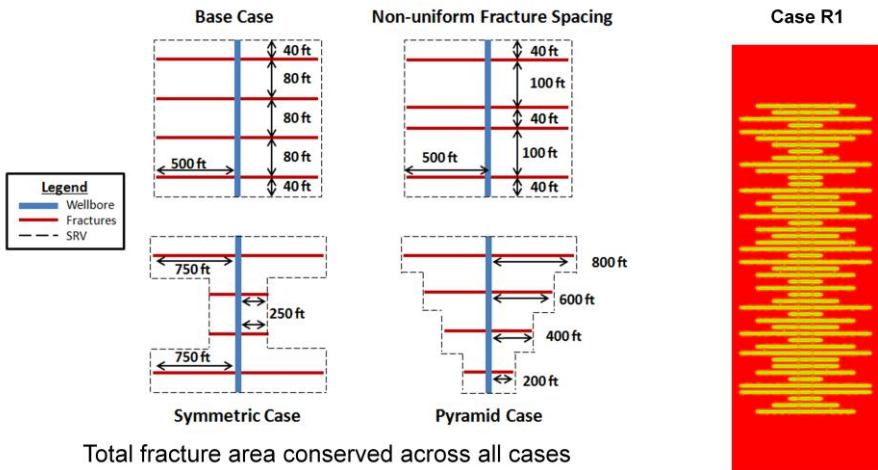 Base Case
Non-uniform Fracture Spacing
Case R1
40 ft
80 ft
80 ft
80 ft
500 ft
40 ft
40 ft
100 ft
40 ft
100 ft
500 ft
40 ft
Legend
Wellbore
Fractures
SRV
750 ft
250 ft
750 ft
800 ft
600 ft
400 ft
200 ft
Symmetric Case
Pyramid Case
Total fracture area conserved across all cases